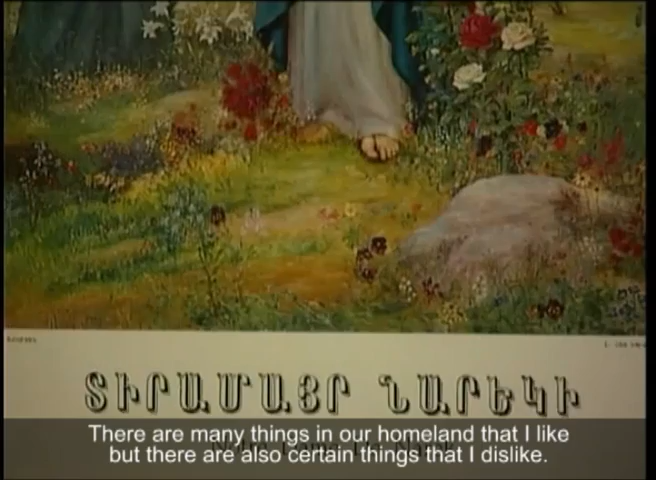 ՏԻՐԱՄԱՅՐ ՆԱՐԵԿԻ
There are many things in our homeland that I like
but there are also certain things that I dislike.